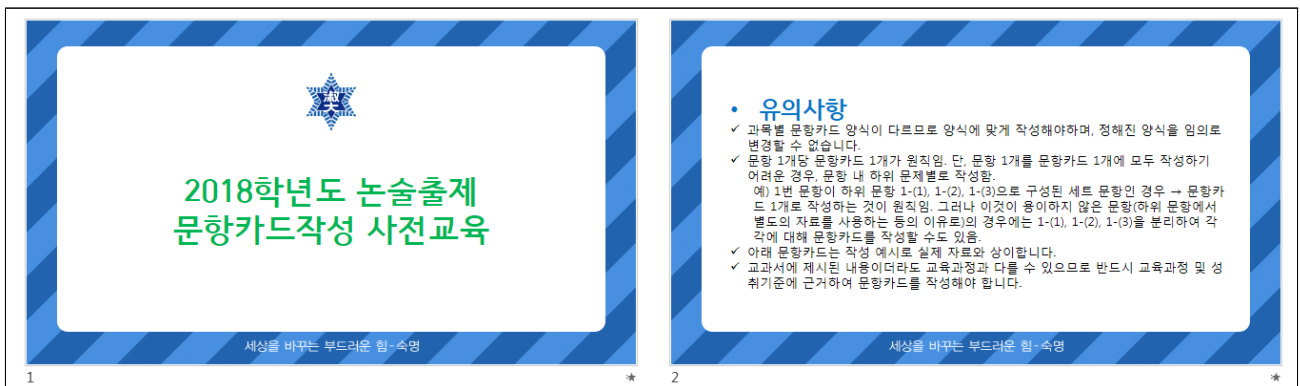 淑大
2018학년도 논술출제
문항카드작성 사전교육
세상을 바꾸는 부드러운 힘-숙명
1
• 유의사항
✓ 과목별 문항카드 양식이 다르므로 양식에 맞게 작성해야하며, 정해진 양식을 임의로
변경할 수 없습니다.
✓ 문항 1개당 문항카드 1개가 원칙임. 단, 문항 1개를 문항카드 1개에 모두 작성하기
어려운 경우, 문항 내 하위 문제별로 작성함.
예) 1번 문항이 하위 문항 1-(1), 1-(2), 1-(3)으로 구성된 세트 문항인 경우 → 문항카
드 1개로 작성하는 것이 원칙임. 그러나 이것이 용이하지 않은 문항(하위 문항에서
별도의 자료를 사용하는 등의 이유로)의 경우에는 1-(1), 1-(2), 1-(3)을 분리하여 각
각에 대해 문항카드를 작성할 수도 있음.
✓ 아래 문항카드는 작성 예시로 실제 자료와 상이합니다.
✓ 교과서에 제시된 내용이더라도 교육과정과 다를 수 있으므로 반드시 교육과정 및 성
취기준에 근거하여 문항카드를 작성해야 합니다.
세상을 바꾸는 부드러운 힘-숙명
2